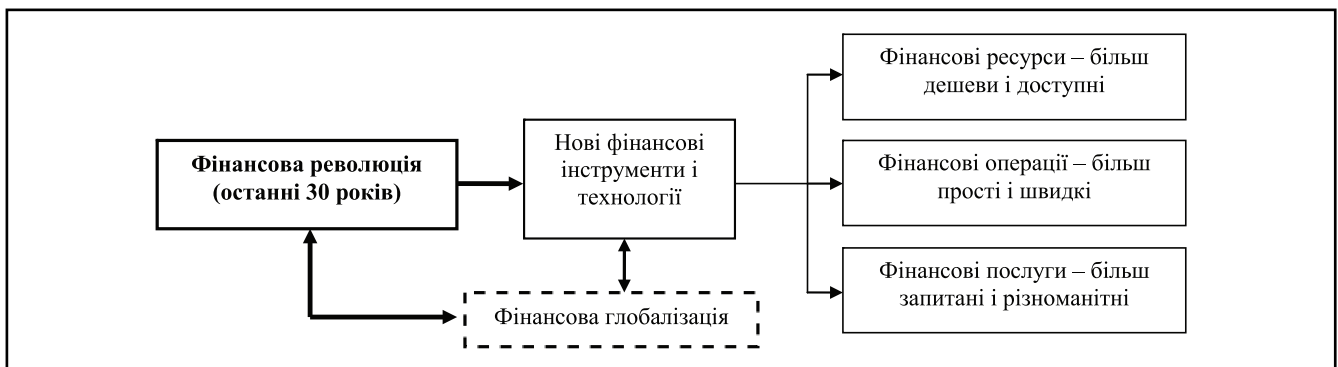 Фінансова революція
(останні 30 років)
Нові фінансові
інструменти і
технології
Фінансова глобалізація
Фінансові ресурси – більш
дешеви і доступні
Фінансові операції – більш
прості і швидкі
Фінансові послуги – більш
запитані і різноманітні